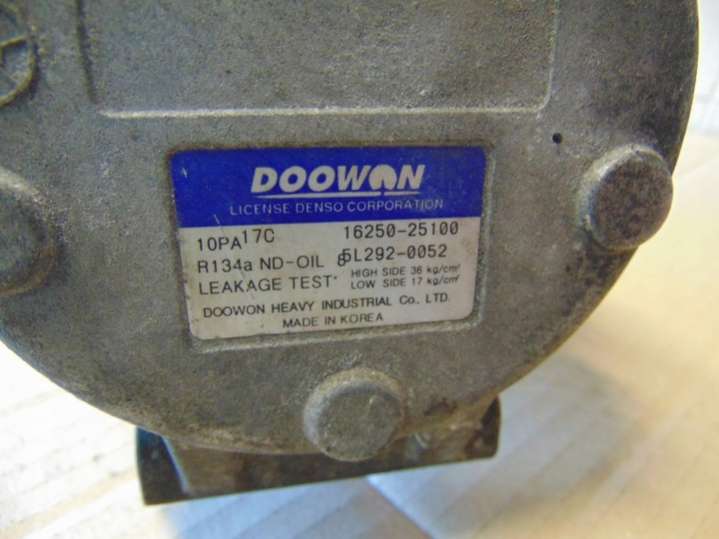 DOOWON
LICENSE DENSO CORPORATION
10PA17C 16250-25100
R134a ND-OIL 8 5L292-0052
LEAKAGE TEST HIGH SIDE 36 kg/cm²
LOW SIDE 17 kg/cm²
DOOWON HEAVY INDUSTRIAL Co., LTD.
MADE IN KOREA